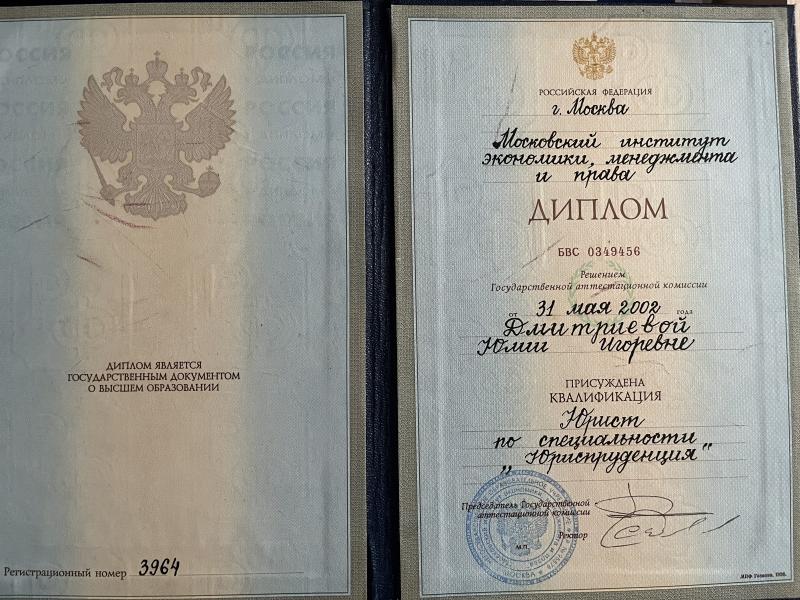 ДИПЛОМ ЯВЛЯЕТСЯ
ГОСУДАРСТВЕННЫМ ДОКУМЕНТОМ
О ВЫСШЕМ ОБРАЗОВАНИИ
Регистрационный номер 3964
РОССИЙСКАЯ ФЕДЕРАЦИЯ
г. Москва
Московский институт
экономики, менеджмента
и права
ДИПЛОМ
БВС 0349456
Решением
Государственной аттестационной комиссии
от 31 мая 2002 года
Дмитриевой
Юлии Игоревне
ПРИСУЖДЕНА
КВАЛИФИКАЦИЯ
Юрист
по специальности
„Юриспруденция“
Председатель Государственной
аттестационной комиссии
Ректор
М.П.
МОСКВА